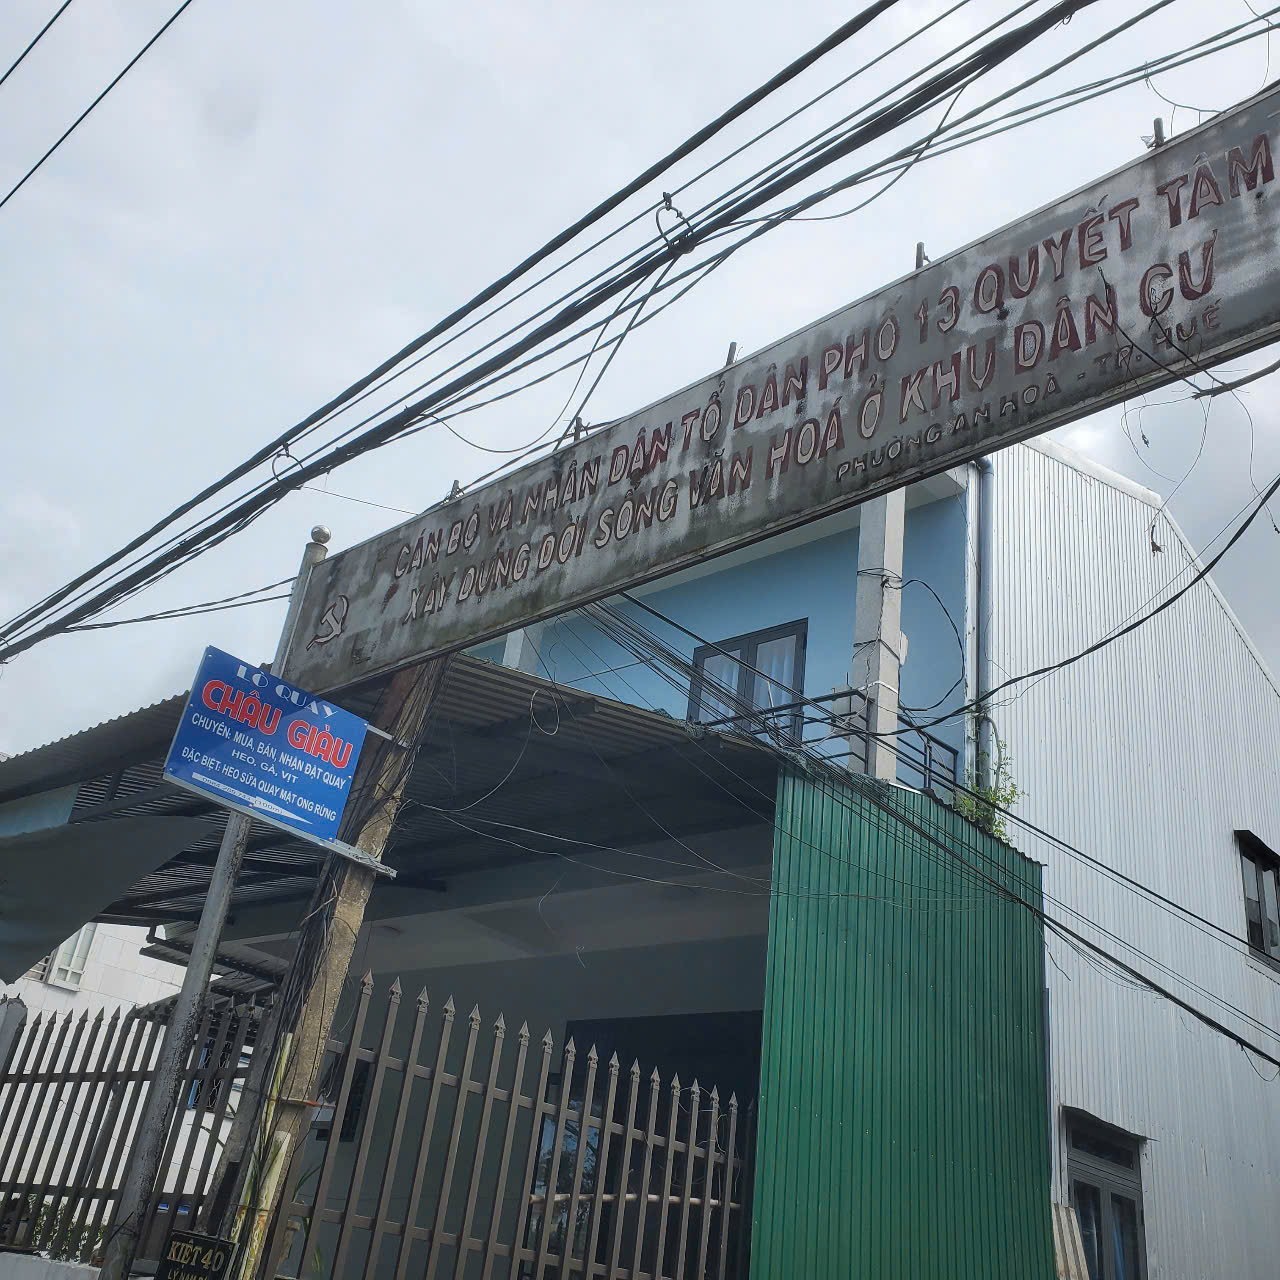 CÁN BỘ VÀ NHÂN DÂN TỔ DÂN PHỐ 13 QUYẾT TÂM
XÂY DỰNG ĐỜI SỐNG VĂN HOÁ Ở KHU DÂN CƯ
PHƯỜNG AN HOÀ - TP. HUẾ
LÒ QUAY
CHÂU GIÀU
CHUYÊN: MUA, BÁN, NHẬN ĐẶT QUAY
HEO, GÀ, VỊT
ĐẶC BIỆT: HEO SỮA QUAY MẬT ONG RỪNG
KIỆT 40
LÝ NAM